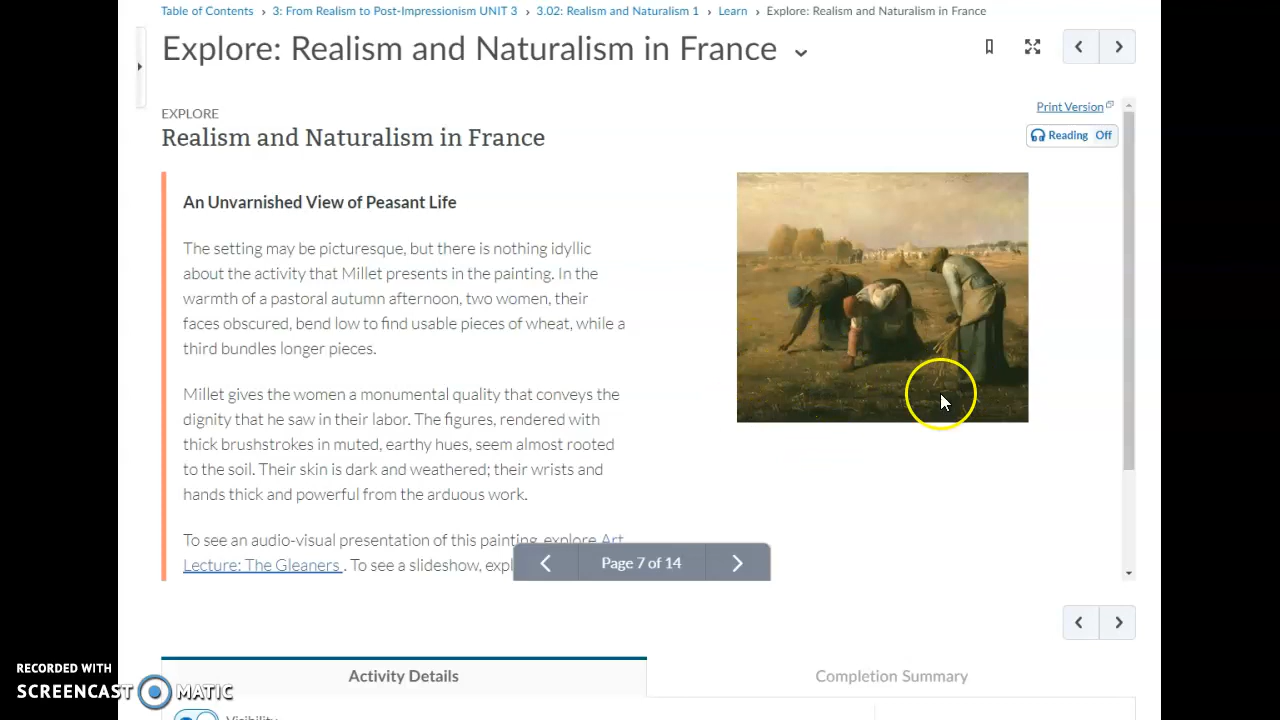 Table of Contents › 3: From Realism to Post-Impressionism UNIT 3 › 3.02: Realism and Naturalism 1 › Learn › Explore: Realism and Naturalism in France
Explore: Realism and Naturalism in France
Print Version
EXPLORE
Reading Off
Realism and Naturalism in France
An Unvarnished View of Peasant Life
The setting may be picturesque, but there is nothing idyllic
about the activity that Millet presents in the painting. In the
warmth of a pastoral autumn afternoon, two women, their
faces obscured, bend low to find usable pieces of wheat, while a
third bundles longer pieces.
Millet gives the women a monumental quality that conveys the
dignity that he saw in their labor. The figures, rendered with
thick brushstrokes in muted, earthy hues, seem almost rooted
to the soil. Their skin is dark and weathered; their wrists and
hands thick and powerful from the arduous work.
To see an audio-visual presentation of this painting, explore Art
Lecture: The Gleaners . To see a slideshow, expl
Page 7 of 14
Activity Details
Completion Summary
Visibility
RECORDED WITH
SCREENCAST MATIC